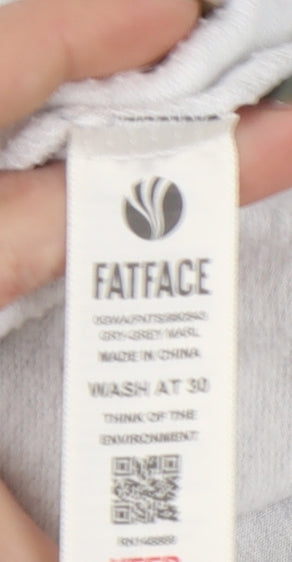 FATFACE
GRY-GREY MARL
MADE IN CHINA
WASH AT 30
THINK OF THE
ENVIRONMENT